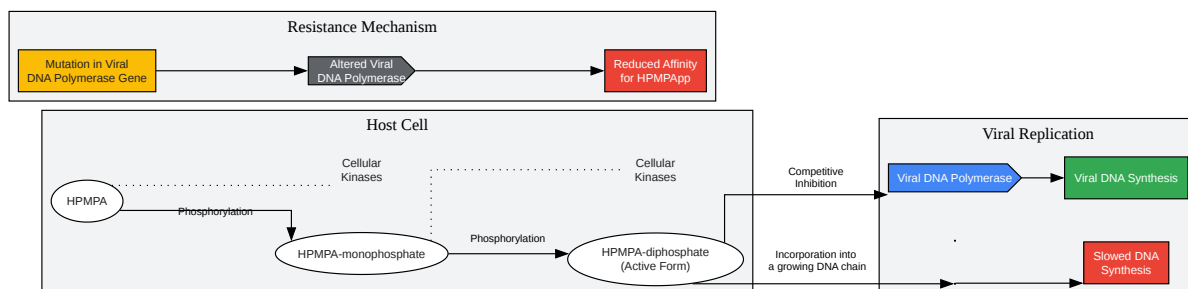 Resistance Mechanism
Mutation in Viral
DNA Polymerase Gene
Altered Viral
DNA Polymerase
Reduced Affinity
for HPMPApp
Host Cell
Cellular
Kinases
Cellular
Kinases
HPMPA
Phosphorylation
HPMPA-monophosphate
Phosphorylation
HPMPA-diphosphate
(Active Form)
Competitive
Inhibition
Incorporation into
a growing DNA chain
Viral Replication
Viral DNA Polymerase
Viral DNA Synthesis
Slowed DNA
Synthesis